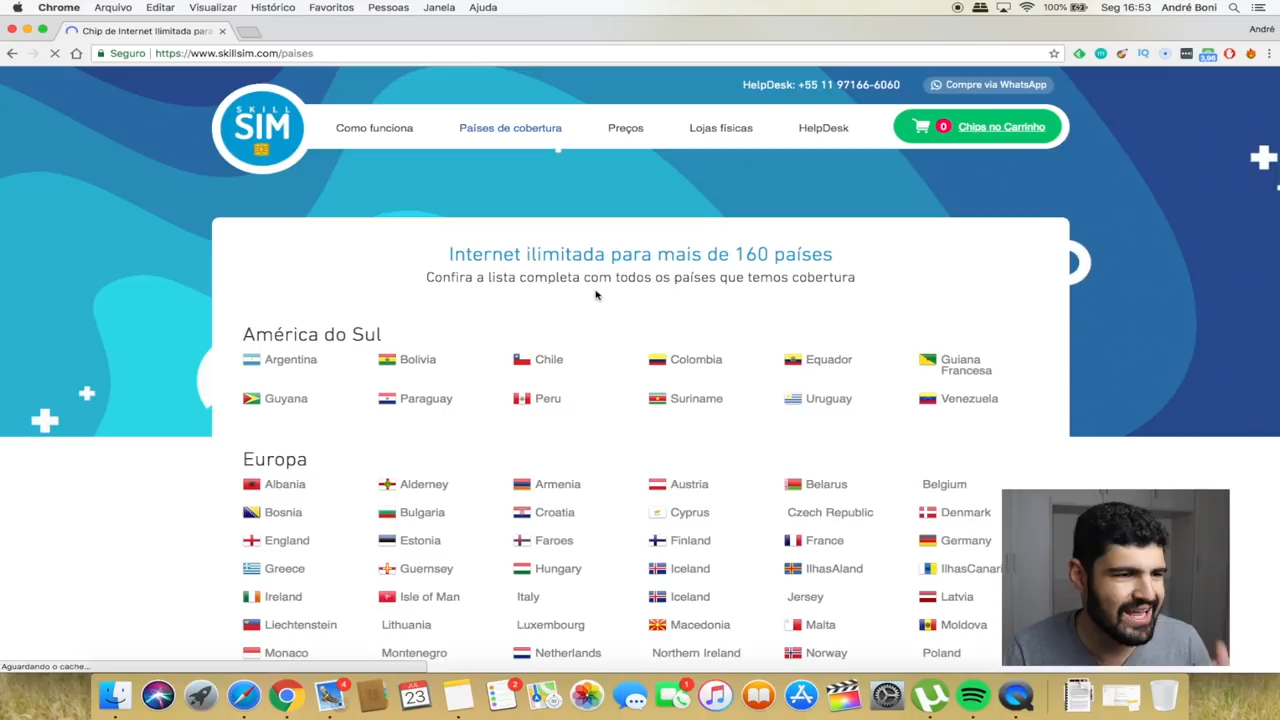 Chrome Arquivo Editar Visualizar Histórico Favoritos Pessoas Janela Ajuda 100% Seg 16:53 André Boni
Chip de Internet Ilimitada para André
Seguro https://www.skillsim.com/paises IQ 3,96
HelpDesk: +55 11 97166-6060 Compre via WhatsApp
SKILL SIM
Como funciona Países de cobertura Preços Lojas físicas HelpDesk 0 Chips no Carrinho
Internet ilimitada para mais de 160 países
Confira a lista completa com todos os países que temos cobertura
América do Sul
Argentina Bolivia Chile Colombia Equador Guiana Francesa
Guyana Paraguay Peru Suriname Uruguay Venezuela
Europa
Albania Alderney Armenia Austria Belarus Belgium
Bosnia Bulgaria Croatia Cyprus Czech Republic Denmark
England Estonia Faroes Finland France Germany
Greece Guernsey Hungary Iceland IlhasAland IlhasCanari
Ireland Isle of Man Italy Iceland Jersey Latvia
Liechtenstein Lithuania Luxembourg Macedonia Malta Moldova
Monaco Montenegro Netherlands Northern Ireland Norway Poland
Aguardando o cache...
4 JUL 23 2 1